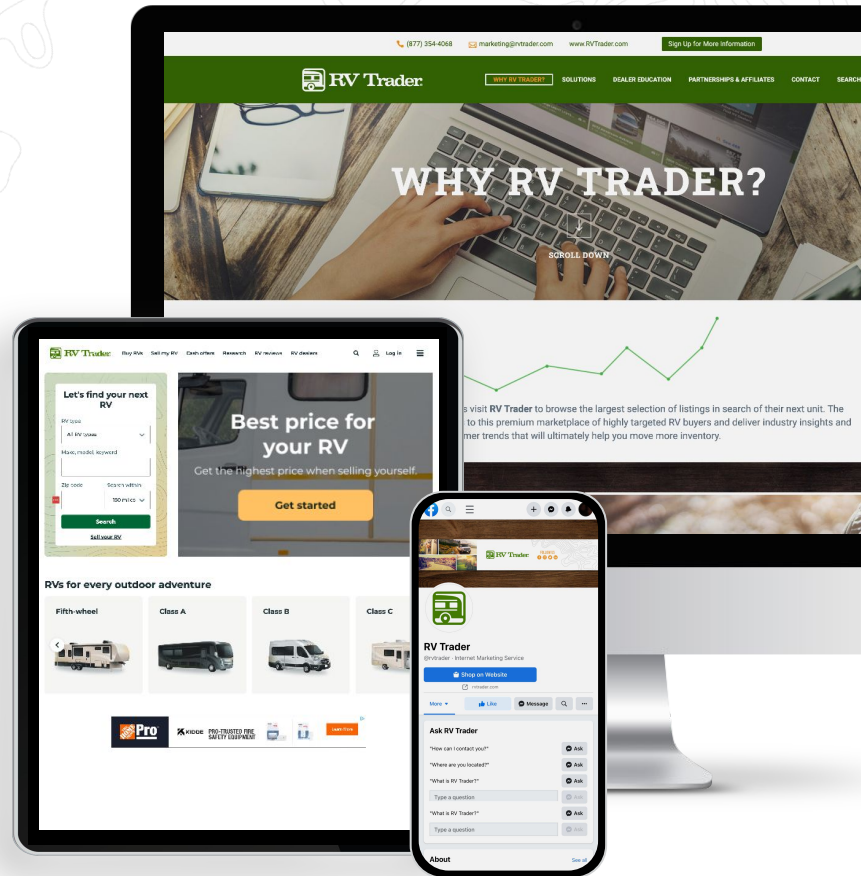 (877) 354-4068 marketing@rvtrader.com www.RVTrader.com Sign Up for More Information
RV Trader
WHY RV TRADER? SOLUTIONS DEALER EDUCATION PARTNERSHIPS & AFFILIATES CONTACT SEARCH
WHY RV TRADER?
SCROLL DOWN
s visit RV Trader to browse the largest selection of listings in search of their next unit. The
to this premium marketplace of highly targeted RV buyers and deliver industry insights and
mer trends that will ultimately help you move more inventory.
RV Trader Buy RVs Sell my RV Cash offers Research RV reviews RV dealers Log in
Let's find your next
RV
RV type
All RV types
Make, model, keyword
Zip code Search within
150 miles
Search
Sell your RV
Best price for
your RV
Get the highest price when selling yourself.
Get started
RVs for every outdoor adventure
Fifth-wheel Class A Class B Class C
Pro
KIDDE PRO-TRUSTED FIRE
SAFETY EQUIPMENT
RV Trader
RV Trader
@rvtrader · Internet Marketing Service
Shop on Website
rvtrader.com
More Like Message
Ask RV Trader
"How can I contact you?" Ask
"Where are you located?" Ask
"What is RV Trader?" Ask
Type a question Ask
"What is RV Trader?" Ask
Type a question Ask
About See all